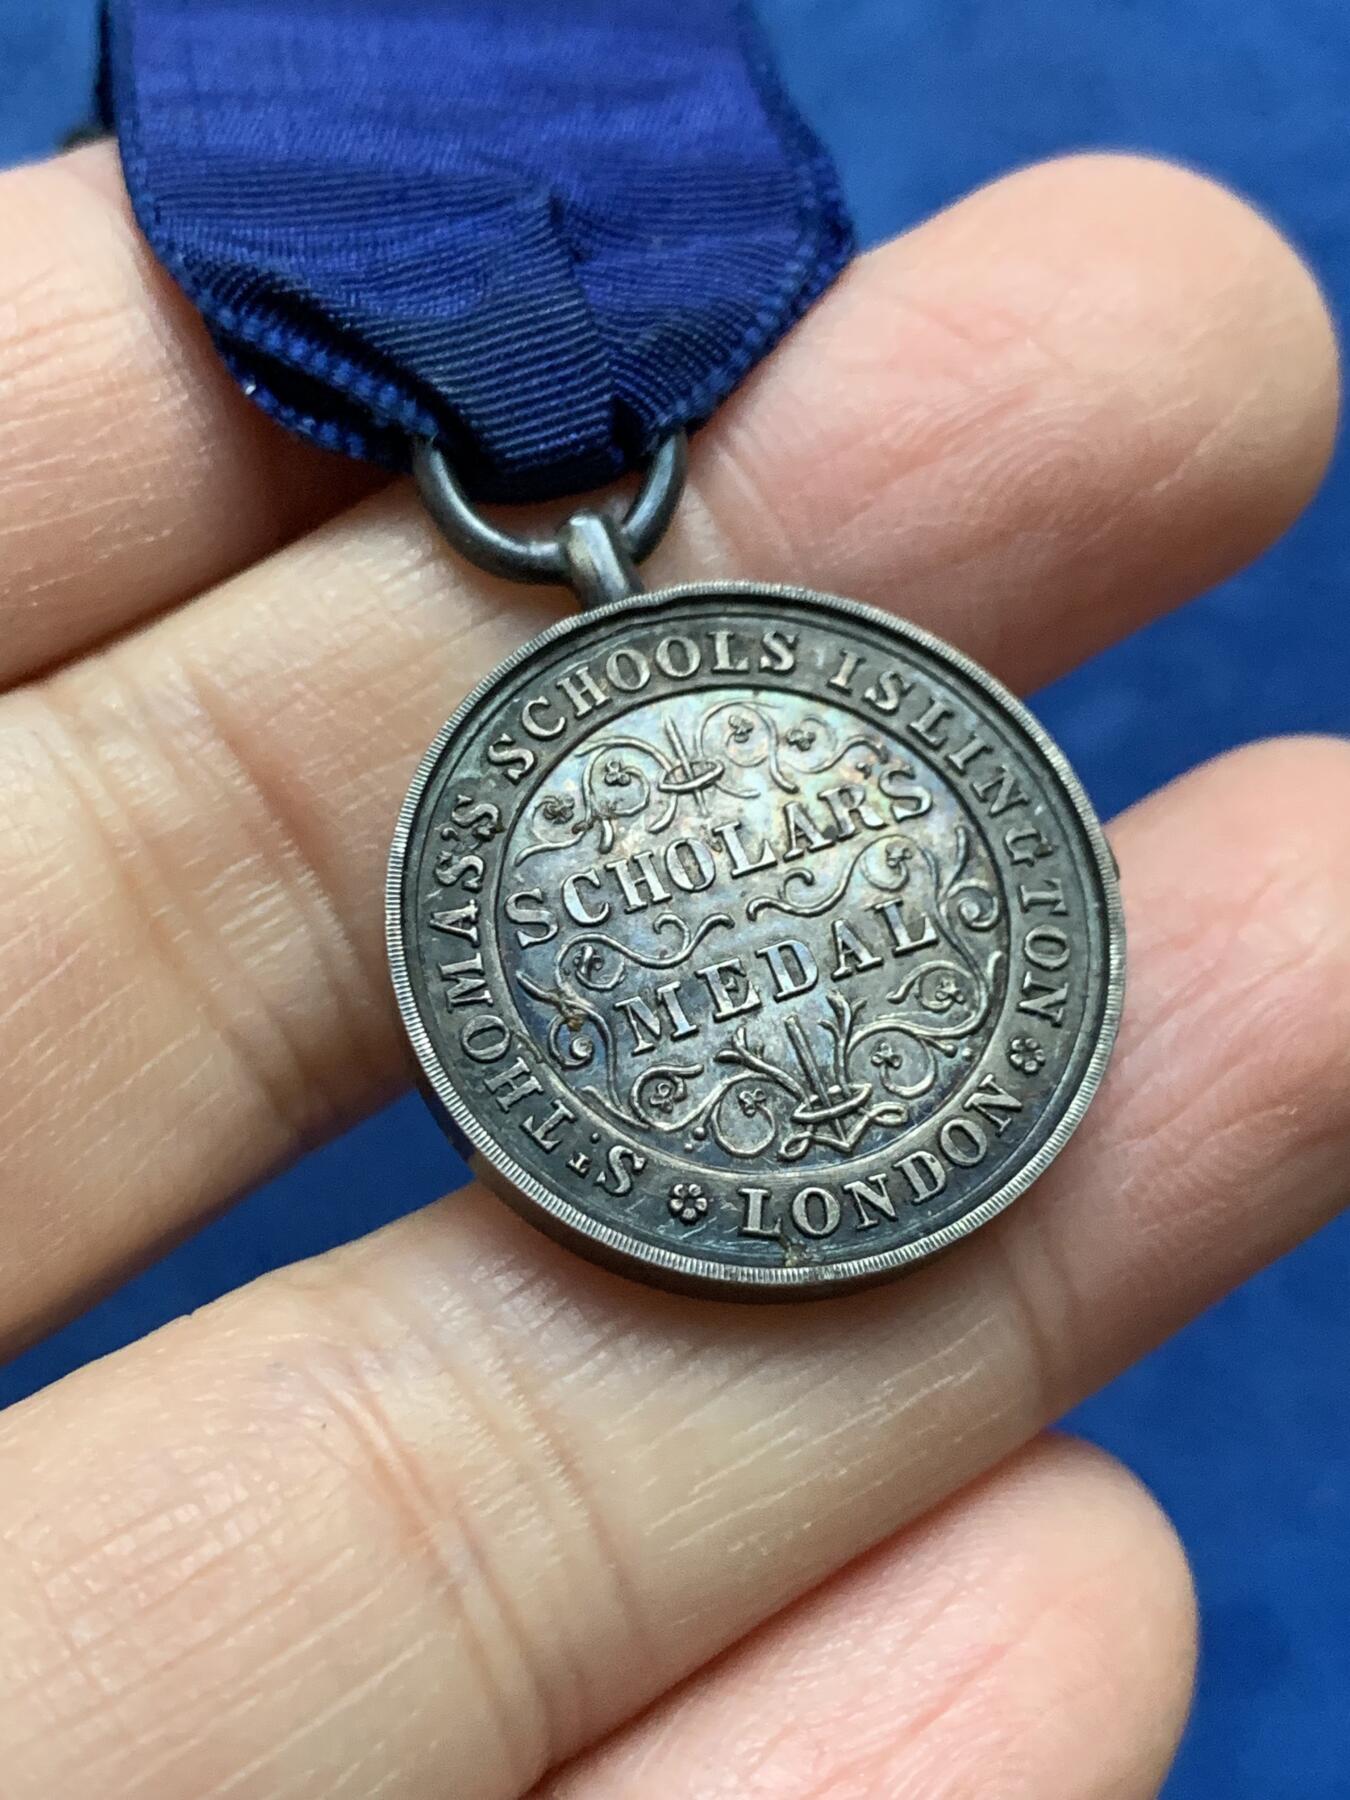 S.T THOMAS'S SCHOOLS ISLINGTON
LONDON
SCHOLARS
MEDAL